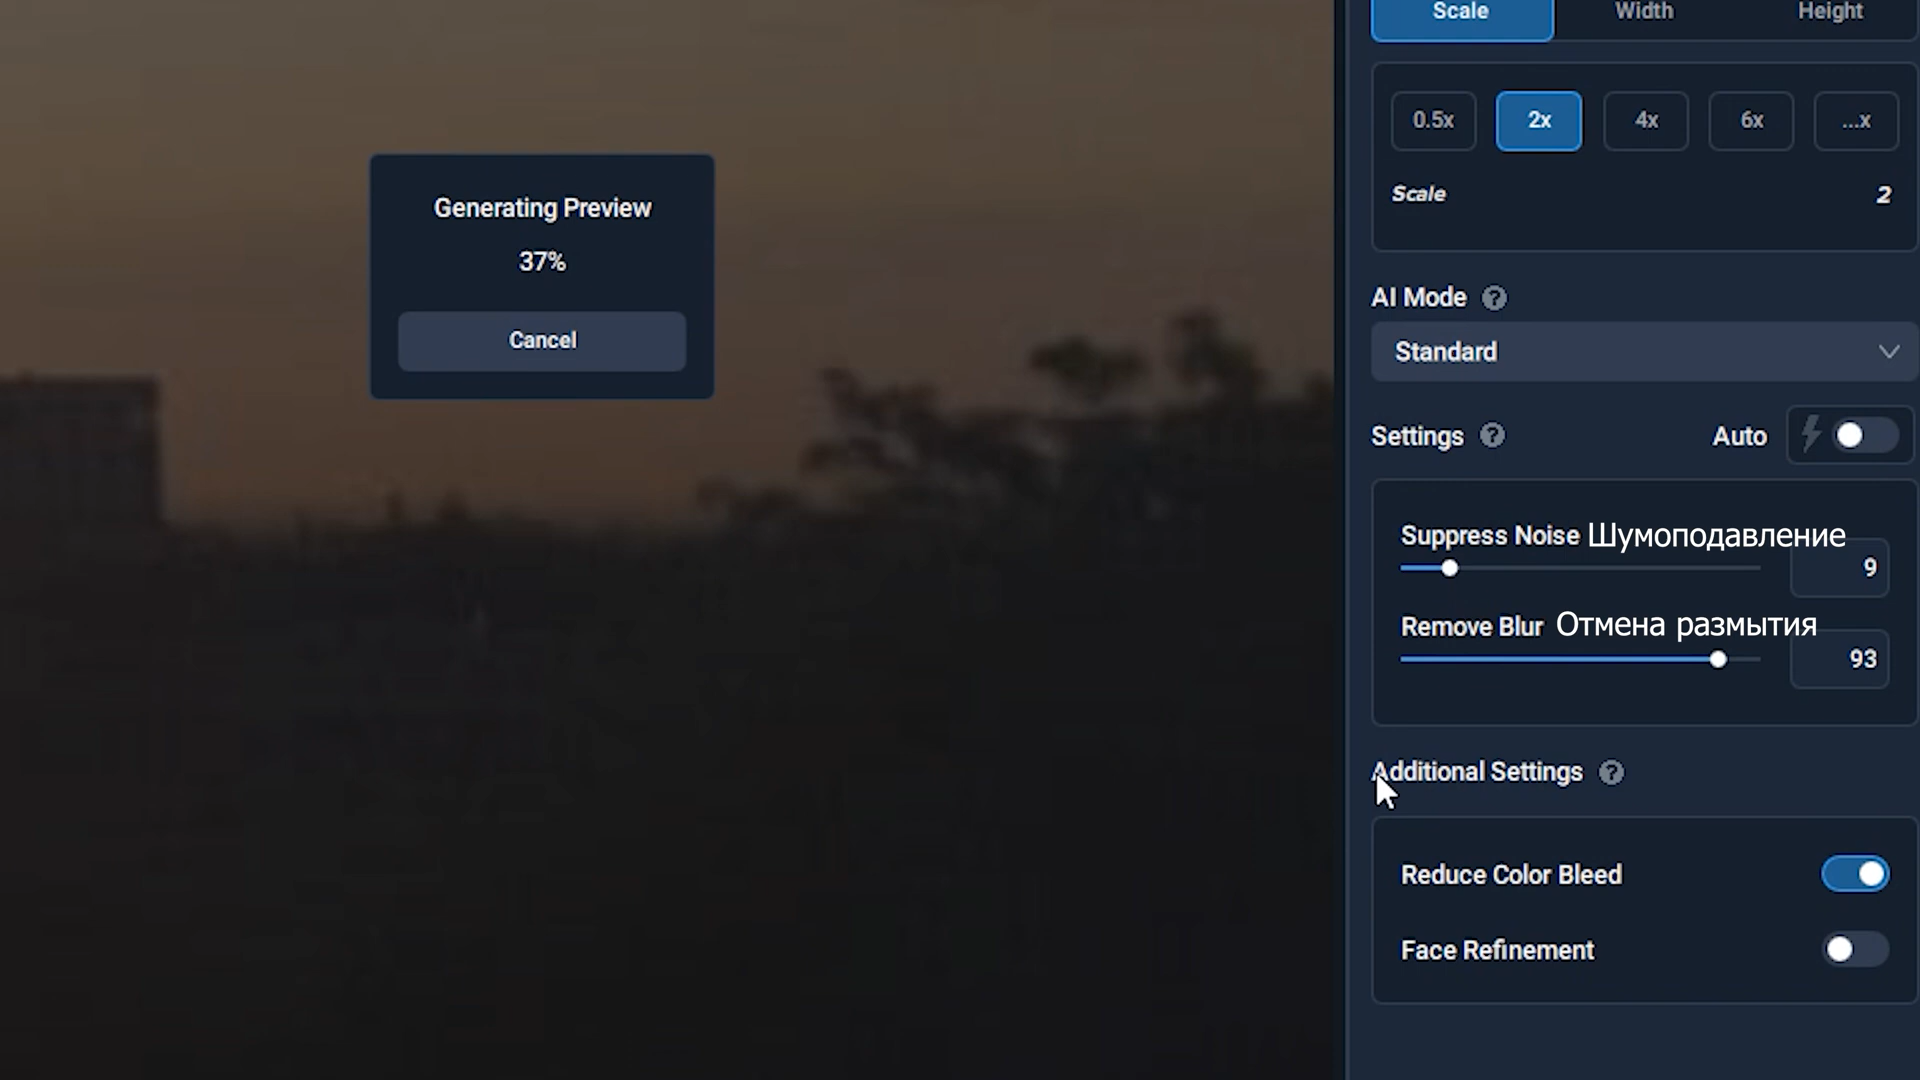 Scale Width Height
0.5x 2x 4x 6x ...x
Scale 2
Generating Preview
37%
Cancel
AI Mode ?
Standard
Settings ? Auto
Suppress Noise Шумоподавление
9
Remove Blur Отмена размытия
93
Additional Settings ?
Reduce Color Bleed
Face Refinement